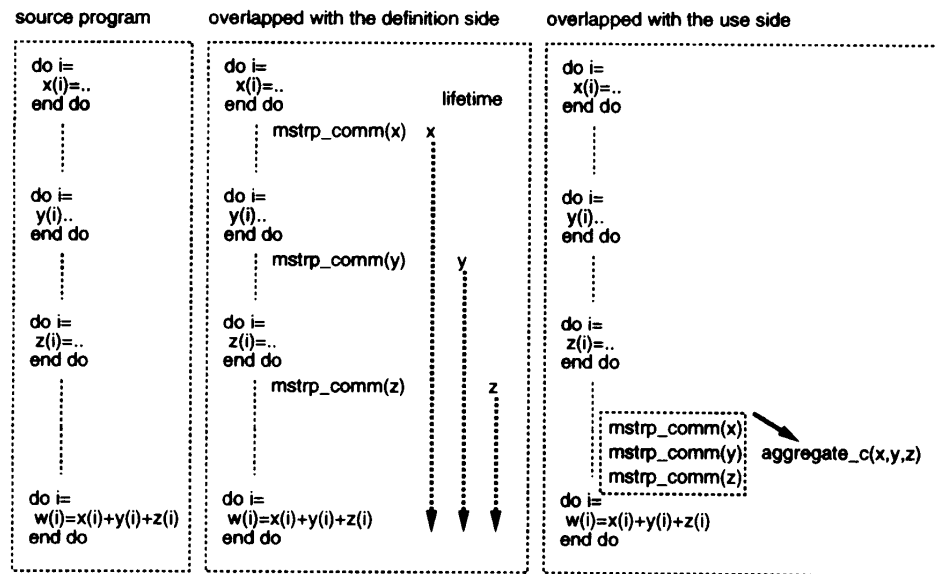 source program
do i=
x(i)=..
end do
do i=
y(i)..
end do
do i=
z(i)=..
end do
do i=
w(i)=x(i)+y(i)+z(i)
end do
overlapped with the definition side
do i=
x(i)=..
end do
lifetime
mstrp_comm(x) x
do i=
y(i)..
end do
mstrp_comm(y) y
do i=
z(i)=..
end do
mstrp_comm(z) z
do i=
w(i)=x(i)+y(i)+z(i)
end do
overlapped with the use side
do i=
x(i)=..
end do
do i=
y(i)..
end do
do i=
z(i)=..
end do
mstrp_comm(x)
mstrp_comm(y) aggregate_c(x,y,z)
mstrp_comm(z)
do i=
w(i)=x(i)+y(i)+z(i)
end do